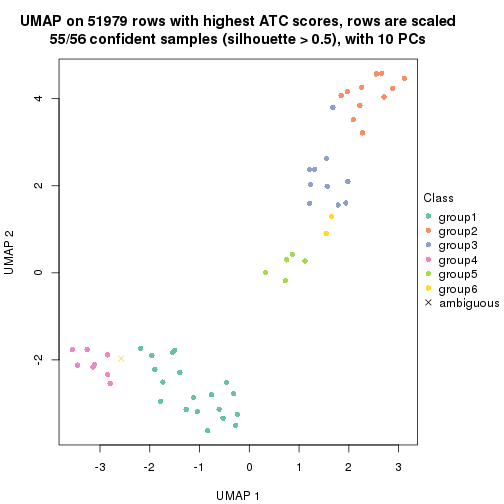 UMAP on 51979 rows with highest ATC scores, rows are scaled
55/56 confident samples (silhouette > 0.5), with 10 PCs
4
2
0
-2
UMAP 2
-3
-2
-1
0
1
2
3
UMAP 1
Class
group1
group2
group3
group4
group5
group6
ambiguous